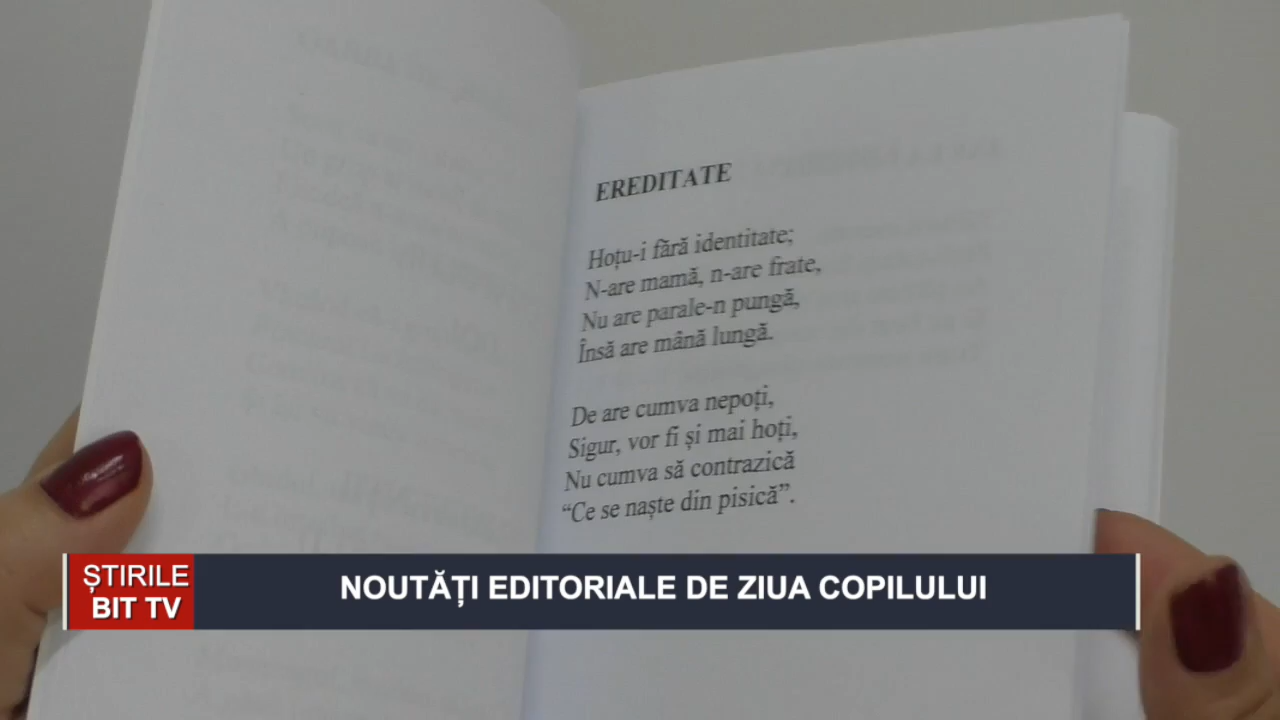 EREDITATE
Hoțu-i fără identitate;
N-are mamă, n-are frate,
Nu are parale-n pungă,
Însă are mână lungă.
De are cumva nepoți,
Sigur, vor fi și mai hoți,
Nu cumva să contrazică
“Ce se naște din pisică”.
ȘTIRILE
BIT TV
NOUTĂȚI EDITORIALE DE ZIUA COPILULUI